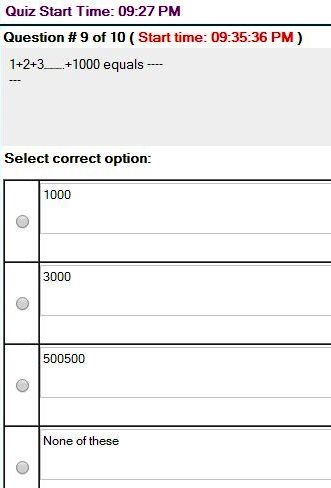 Quiz Start Time: 09:27 PM
Question # 9 of 10 ( Start time: 09:35:36 PM )
1+2+3___.+1000 equals ----
---
Select correct option:
1000
3000
500500
None of these